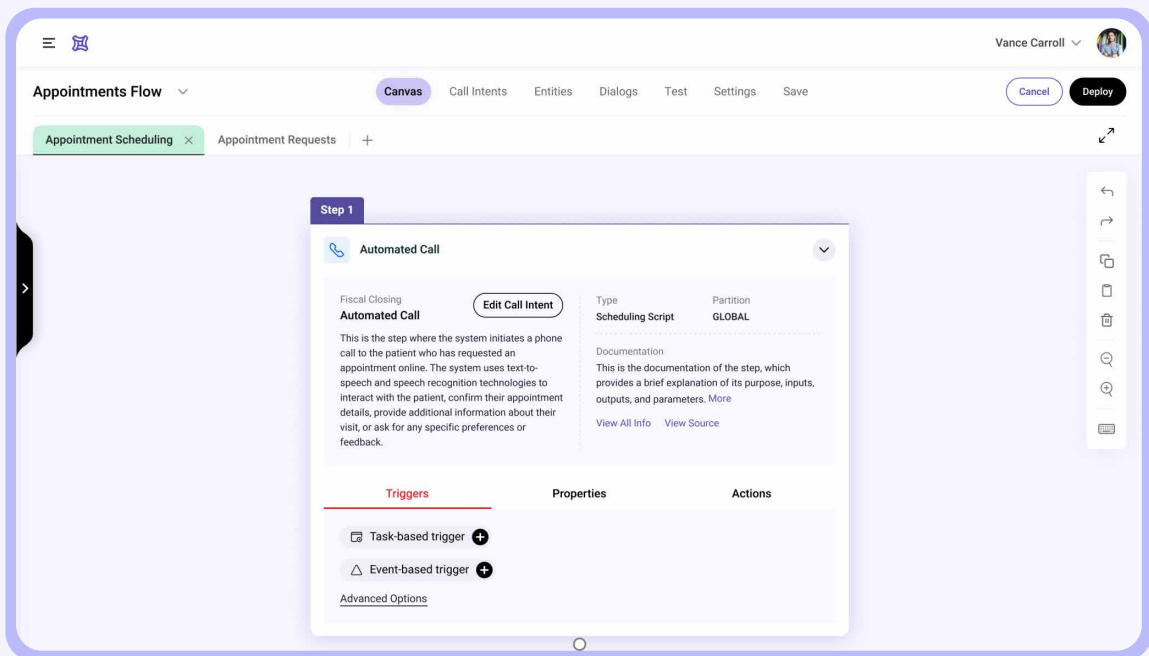 Vance Carroll
Appointments Flow
Canvas
Call Intents
Entities
Dialogs
Test
Settings
Save
Cancel
Deploy
Appointment Scheduling
Appointment Requests
Step 1
Automated Call
Fiscal Closing
Automated Call
Edit Call Intent
This is the step where the system initiates a phone
call to the patient who has requested an
appointment online. The system uses text-to-
speech and speech recognition technologies to
interact with the patient, confirm their appointment
details, provide additional information about their
visit, or ask for any specific preferences or
feedback.
Type
Scheduling Script
Partition
GLOBAL
Documentation
This is the documentation of the step, which
provides a brief explanation of its purpose, inputs,
outputs, and parameters. More
View All Info
View Source
Triggers
Properties
Actions
Task-based trigger
Event-based trigger
Advanced Options